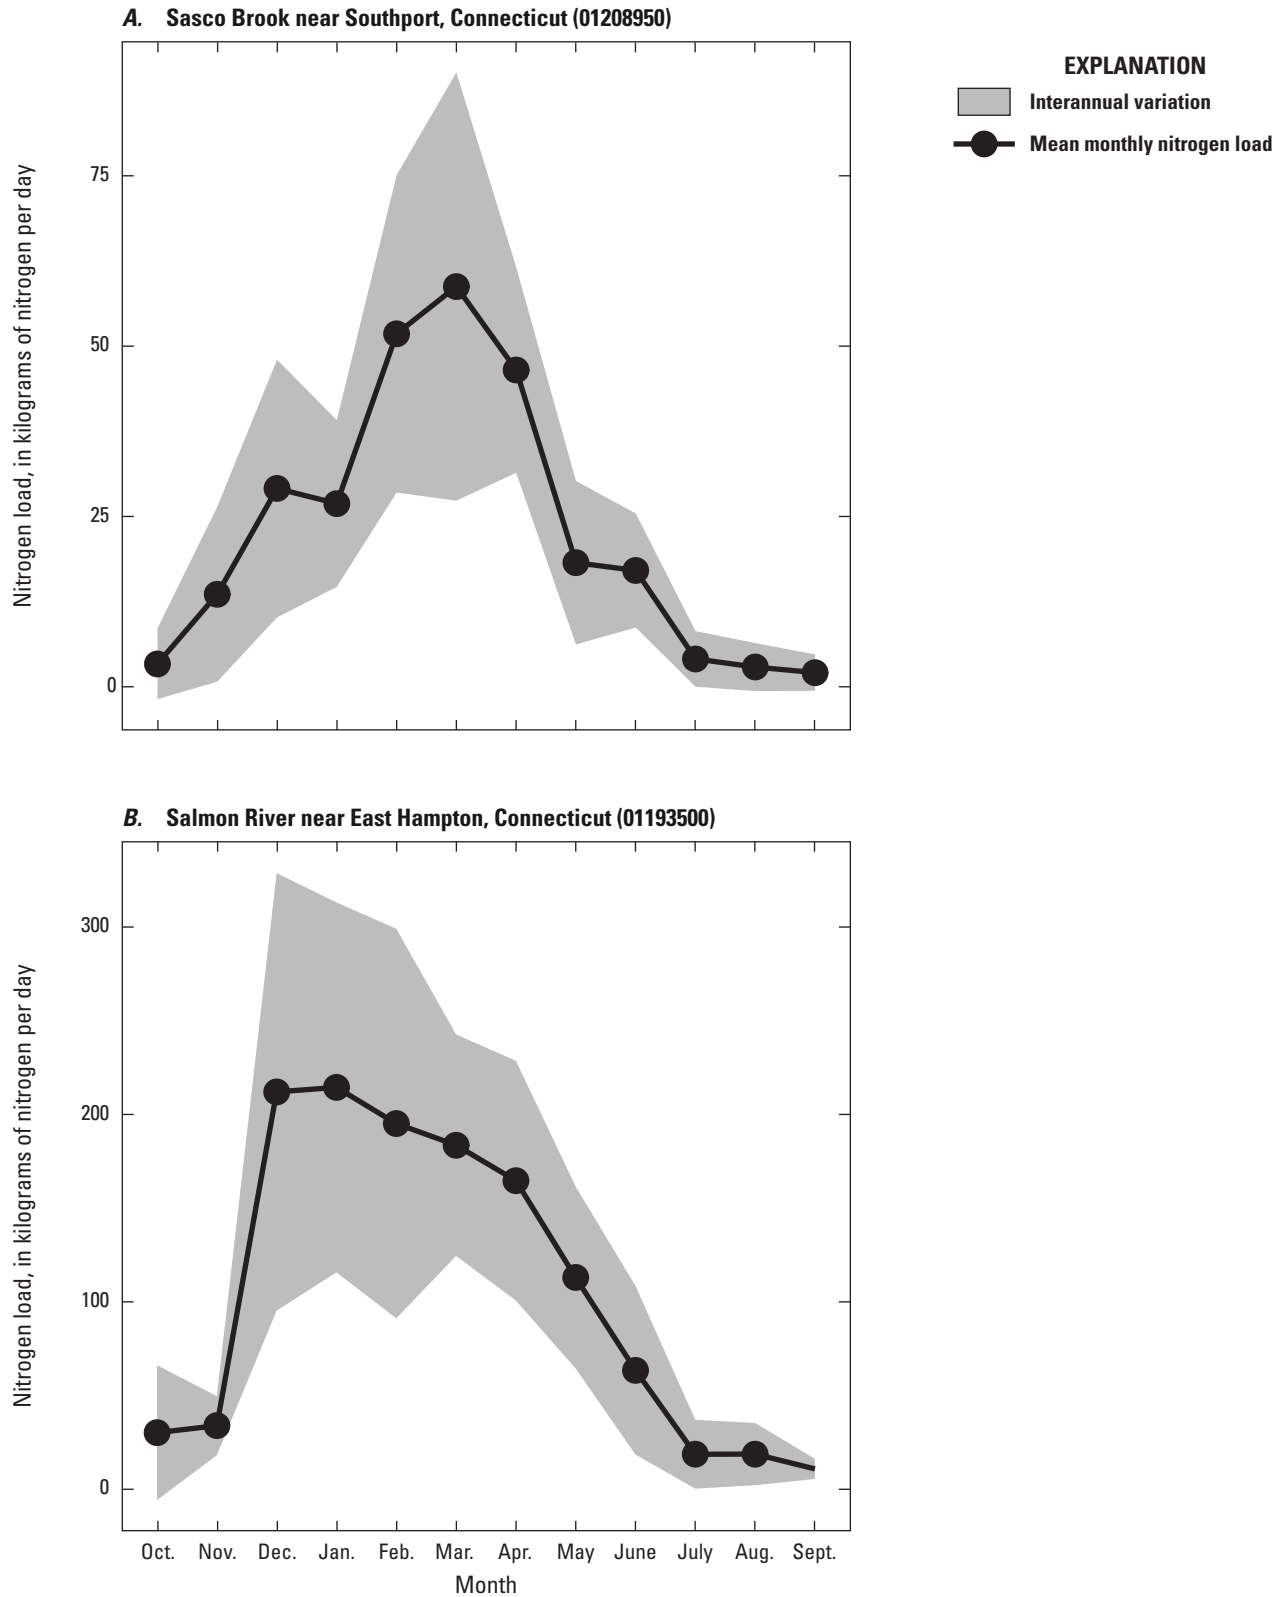 A. Sasco Brook near Southport, Connecticut (01208950)
EXPLANATION
Interannual variation
Mean monthly nitrogen load
Nitrogen load, in kilograms of nitrogen per day
75
50
25
0
B. Salmon River near East Hampton, Connecticut (01193500)
Nitrogen load, in kilograms of nitrogen per day
300
200
100
0
Oct. Nov. Dec. Jan. Feb. Mar. Apr. May June July Aug. Sept.
Month